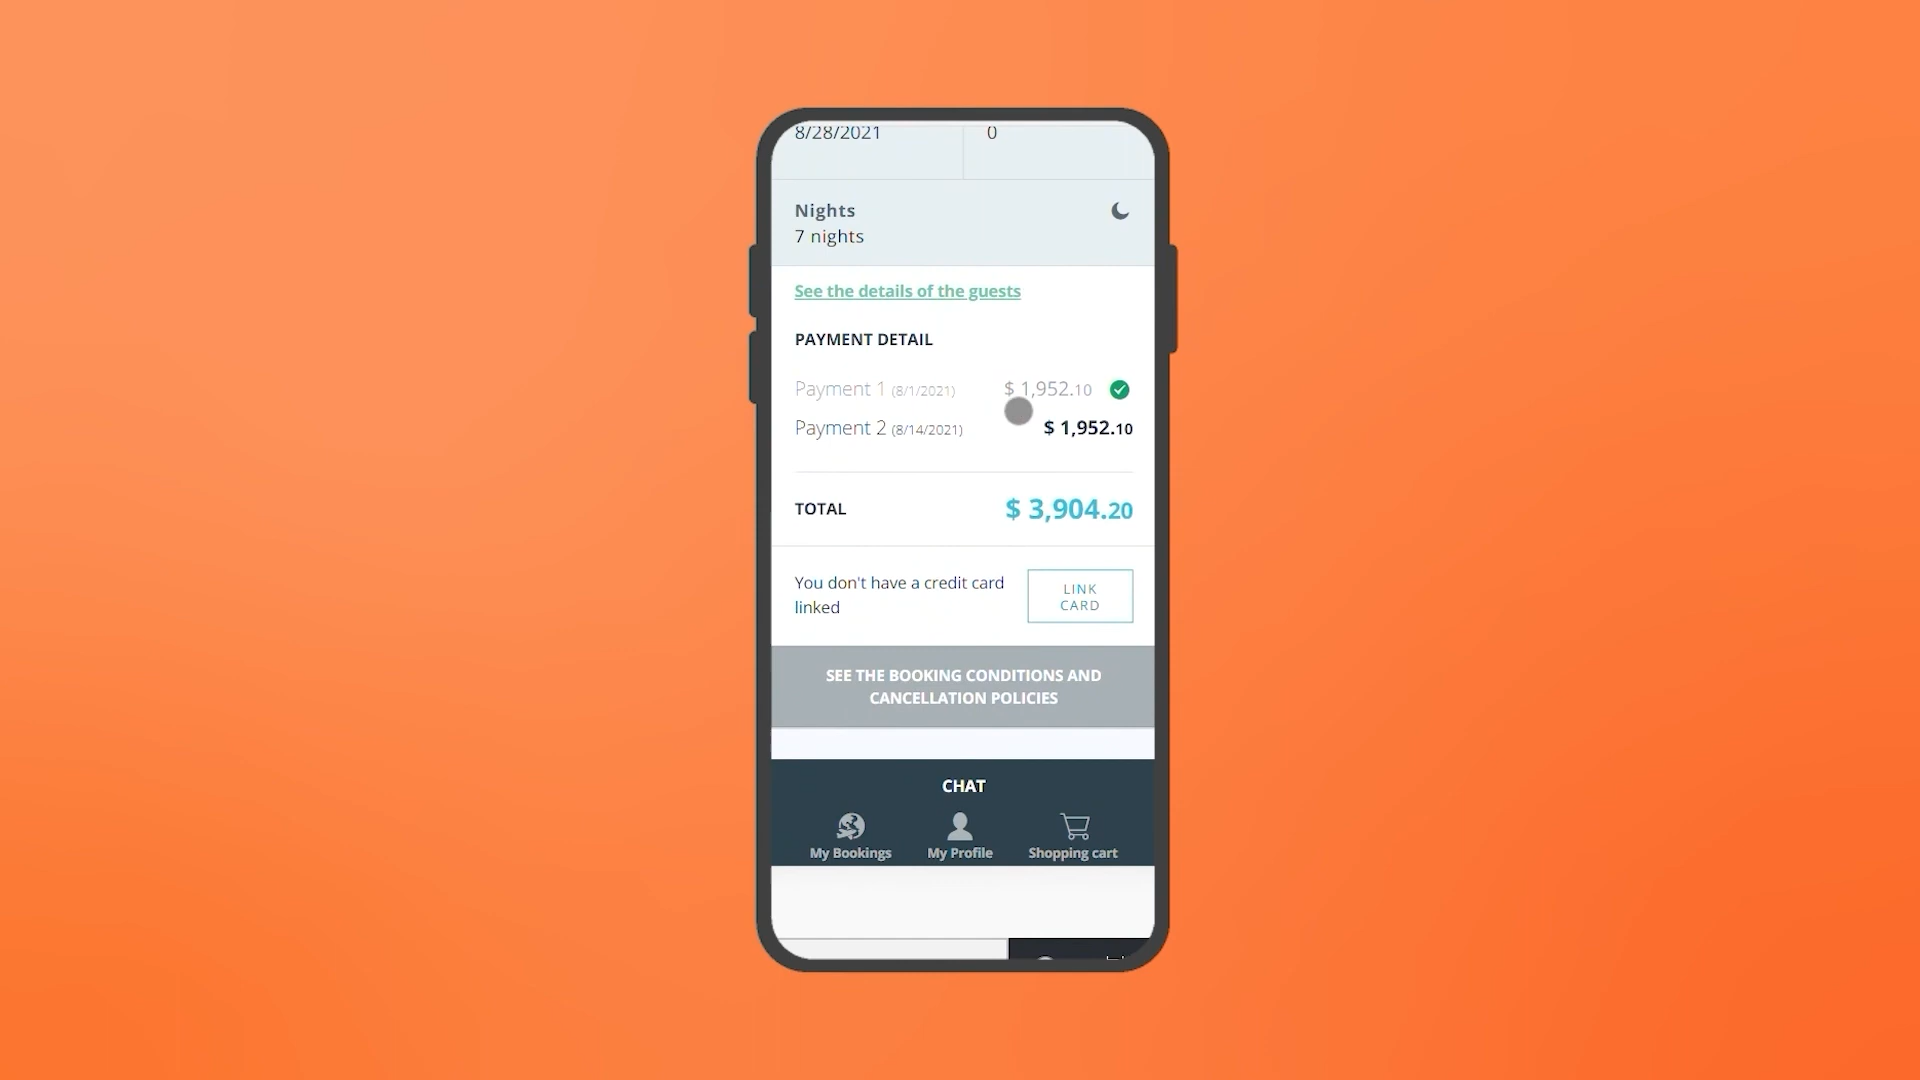 8/28/2021 0
Nights
7 nights
See the details of the guests
PAYMENT DETAIL
Payment 1 (8/1/2021) $ 1,952.10
Payment 2 (8/14/2021) $ 1,952.10
TOTAL $ 3,904.20
You don't have a credit card
linked
LINK
CARD
SEE THE BOOKING CONDITIONS AND
CANCELLATION POLICIES
CHAT
My Bookings My Profile Shopping cart